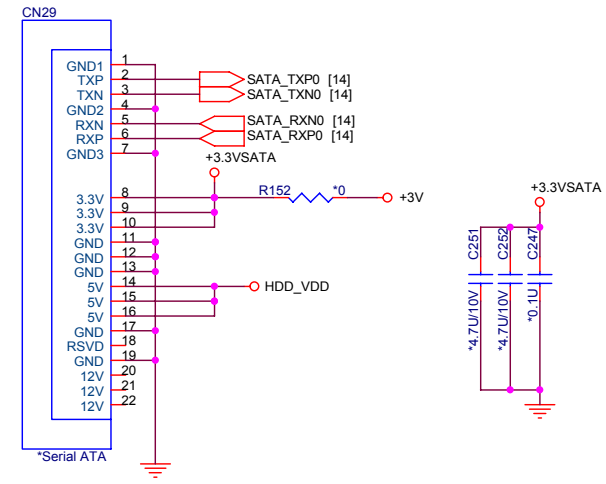 CN29
GND1 1
TXP 2 SATA_TXP0 [14]
TXN 3 SATA_TXN0 [14]
GND2 4
RXN 5 SATA_RXN0 [14]
RXP 6 SATA_RXP0 [14]
GND3 7
+3.3VSATA
3.3V 8 R152 *0 +3V
3.3V 9
3.3V 10
GND 11
GND 12
GND 13
5V 14 HDD_VDD
5V 15
5V 16
GND 17
RSVD 18
GND 19
12V 20
12V 21
12V 22
*Serial ATA
+3.3VSATA
C251
*4.7U/10V
C252
*4.7U/10V
C247
*0.1U